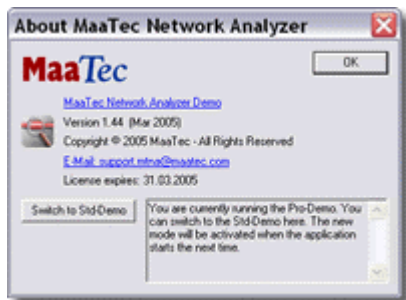 About MaaTec Network Analyzer
OK
MaaTec
MaaTec Network Analyzer Demo
Version 1.44 (Mar 2005)
Copyright © 2005 MaaTec - All Rights Reserved
E-Mail: support.mtna@maatec.com
License expires: 31.03.2005
Switch to Std-Demo
You are currently running the Pro-Demo. You
can switch to the Std-Demo here. The new
mode will be activated when the application
starts the next time.